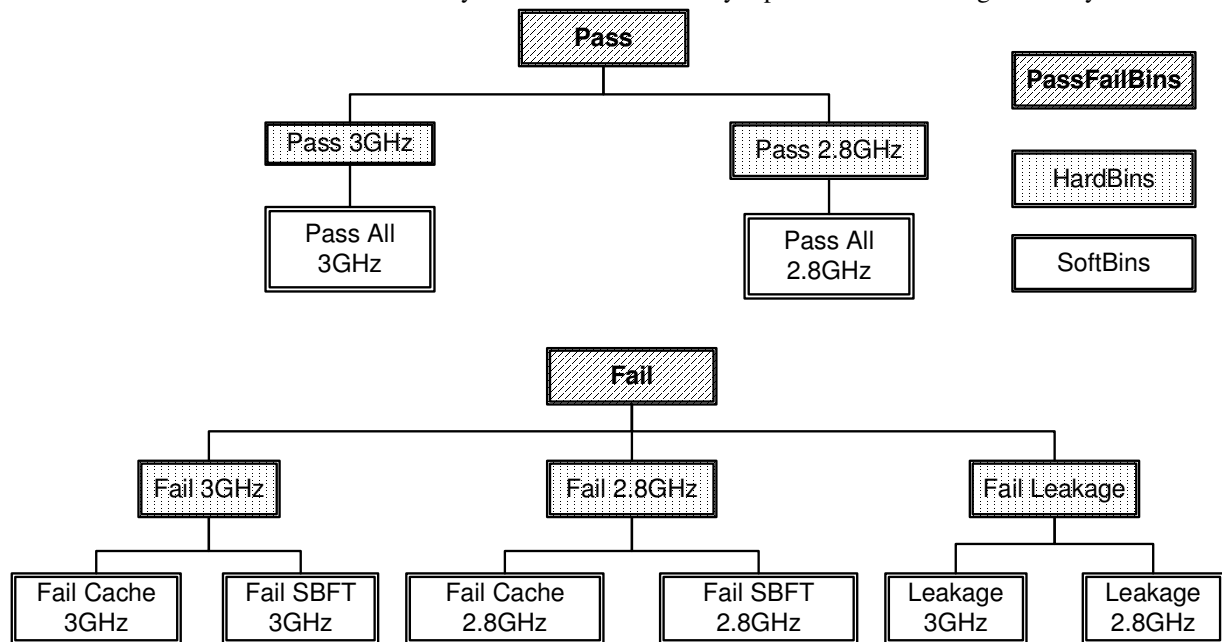 Pass
PassFailBins
Pass 3GHz
Pass 2.8GHz
HardBins
Pass All
3GHz
Pass All
2.8GHz
SoftBins
Fail
Fail 3GHz
Fail 2.8GHz
Fail Leakage
Fail Cache
3GHz
Fail SBFT
3GHz
Fail Cache
2.8GHz
Fail SBFT
2.8GHz
Leakage
3GHz
Leakage
2.8GHz